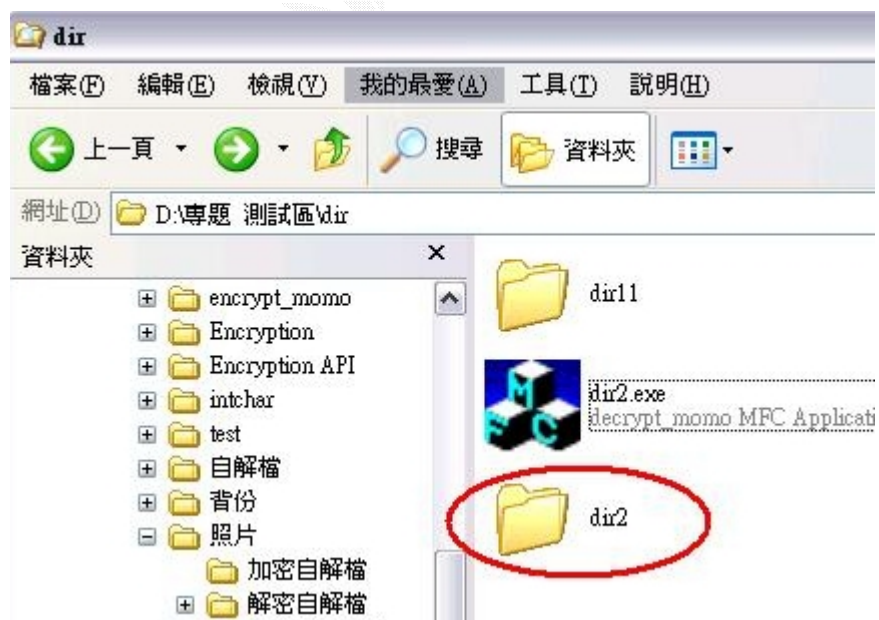 dir
檔案(F) 編輯(E) 檢視(V) 我的最愛(A) 工具(T) 說明(H)
上一頁 搜尋 資料夾
網址(D) D:\專題 測試區\dir
資料夾
encrypt_momo
Encryption
Encryption API
intchar
test
自解檔
背份
照片
加密自解檔
解密自解檔
dir11
dir2.exe
decrypt_momo MFC Applicati
dir2